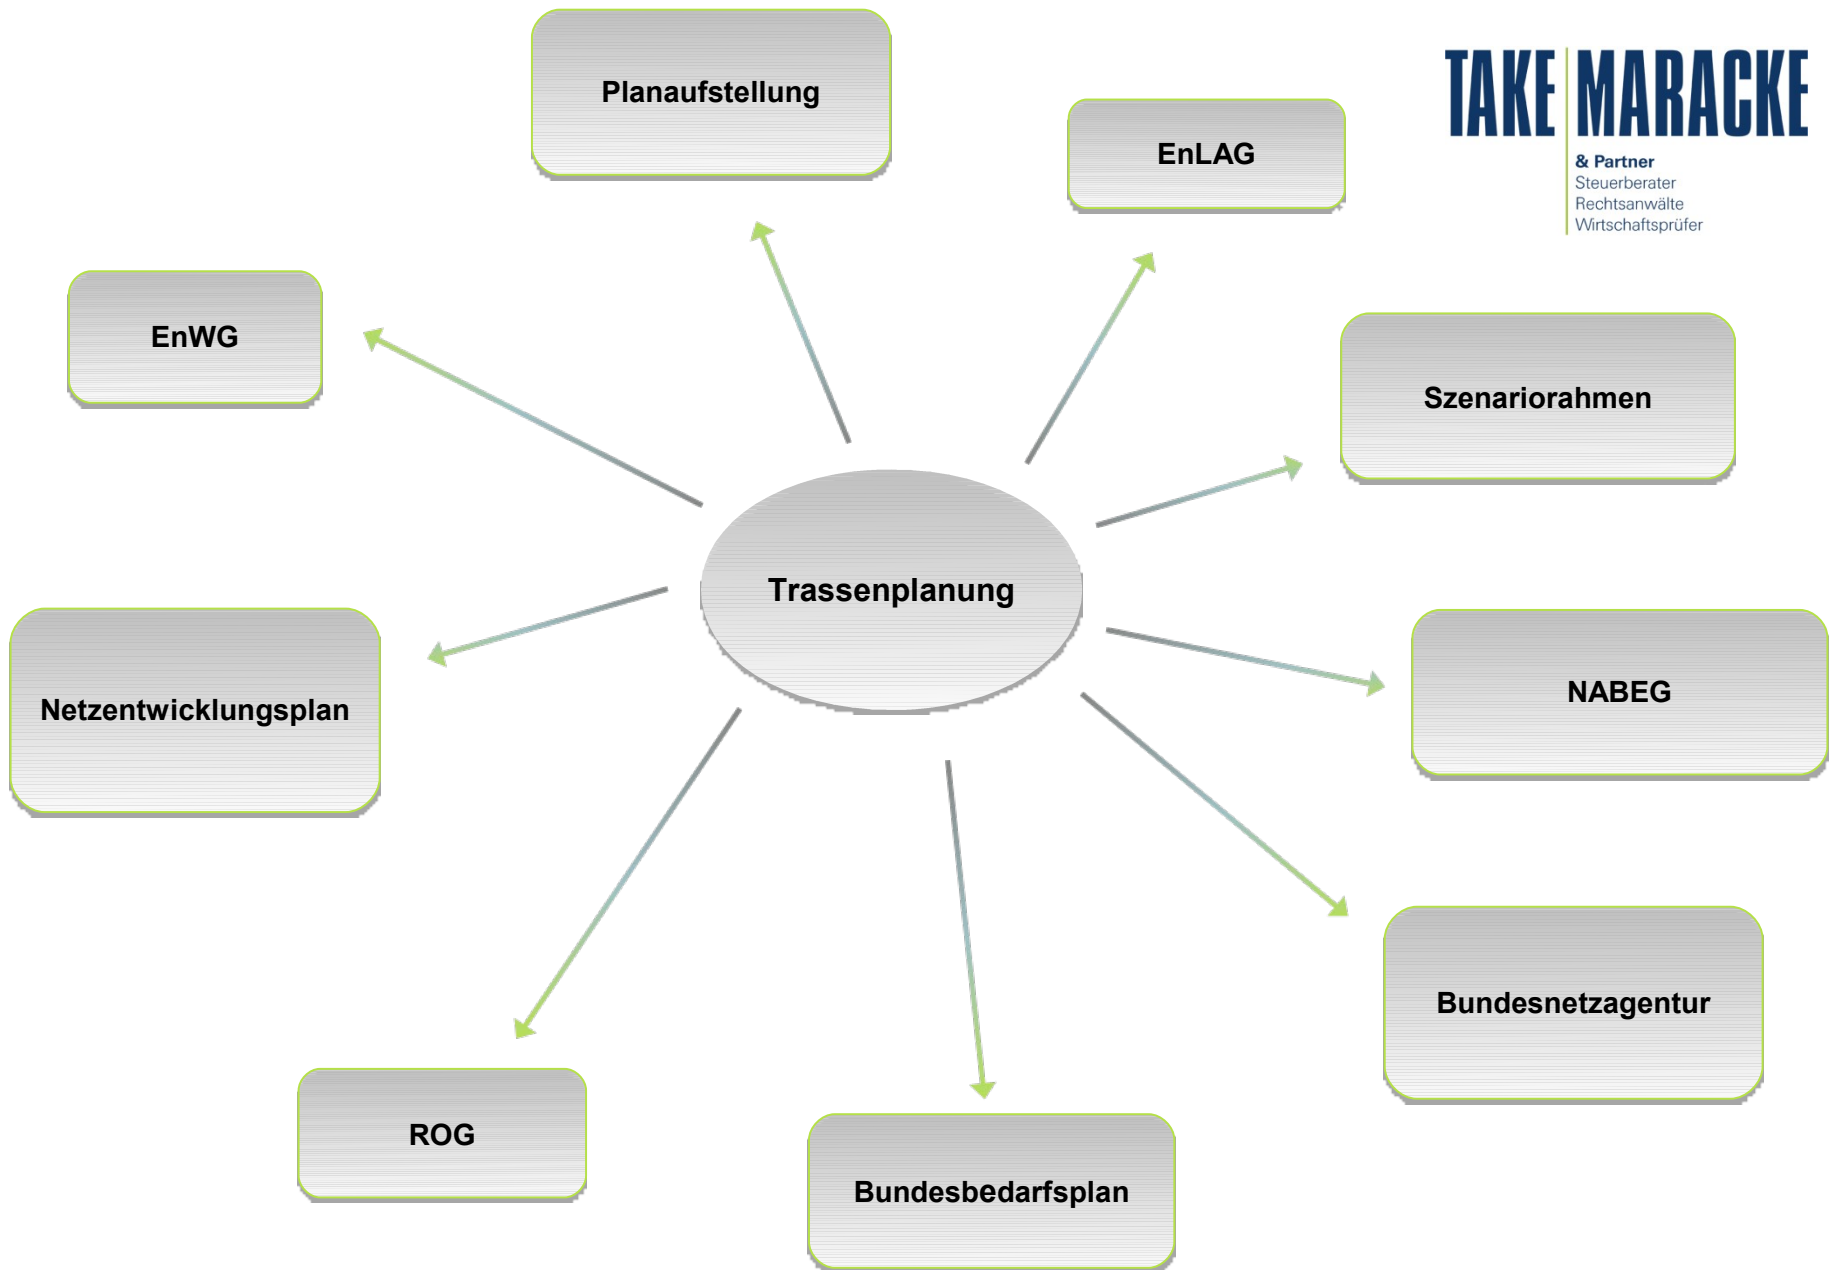 Planaufstellung
EnLAG
TAKE MARACKE
& Partner
Steuerberater
Rechtsanwälte
Wirtschaftsprüfer
EnWG
Szenariorahmen
Trassenplanung
Netzentwicklungsplan
NABEG
Bundesnetzagentur
ROG
Bundesbedarfsplan